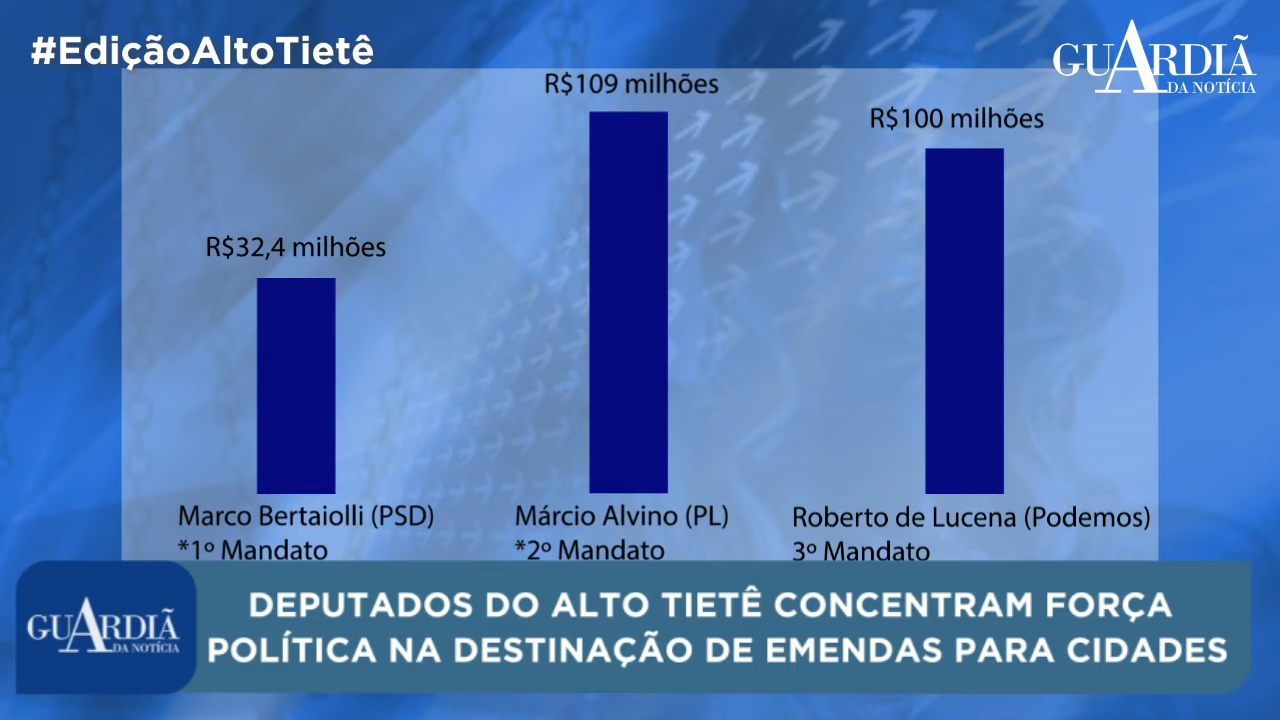 #EdiçãoAltoTietê
GUARDIÃ
DA NOTÍCIA
R$109 milhões
R$100 milhões
R$32,4 milhões
Marco Bertaiolli (PSD)
*1º Mandato
Márcio Alvino (PL)
*2º Mandato
Roberto de Lucena (Podemos)
3º Mandato
GUARDIÃ
DA NOTÍCIA
DEPUTADOS DO ALTO TIETÊ CONCENTRAM FORÇA
POLÍTICA NA DESTINAÇÃO DE EMENDAS PARA CIDADES